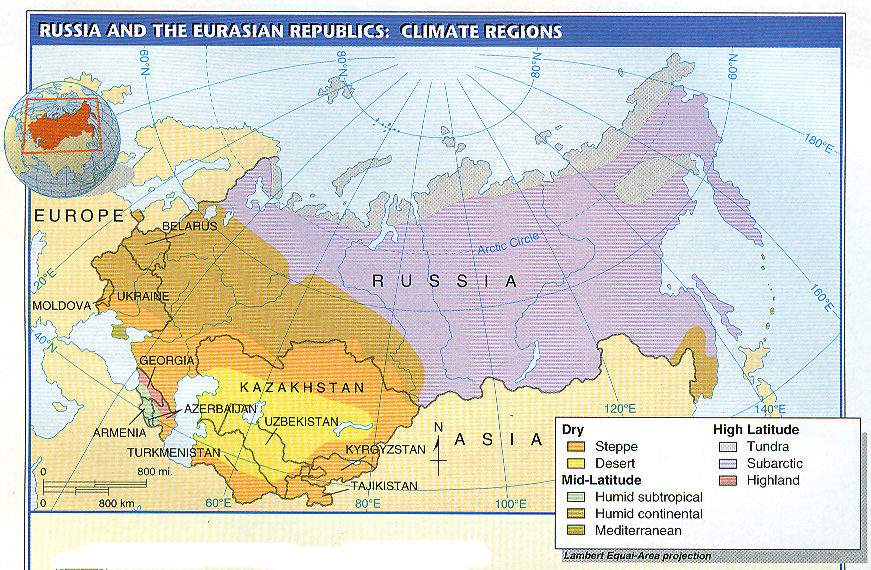 RUSSIA AND THE EURASIAN REPUBLICS: CLIMATE REGIONS
60°N
80°N
80°N
60°N
180°E
EUROPE
BELARUS
Arctic Circle
20°E
RUSSIA
160°E
MOLDOVA
UKRAINE
40°N
GEORGIA
KAZAKHSTAN
AZERBAIJAN
120°E
140°E
ARMENIA
UZBEKISTAN
N
ASIA
TURKMENISTAN
KYRGYZSTAN
TAJIKISTAN
0 800 mi.
0 800 km
60°E
80°E
100°E
Dry
Steppe
Desert
Mid-Latitude
Humid subtropical
Humid continental
Mediterranean
High Latitude
Tundra
Subarctic
Highland
Lambert Equal-Area projection